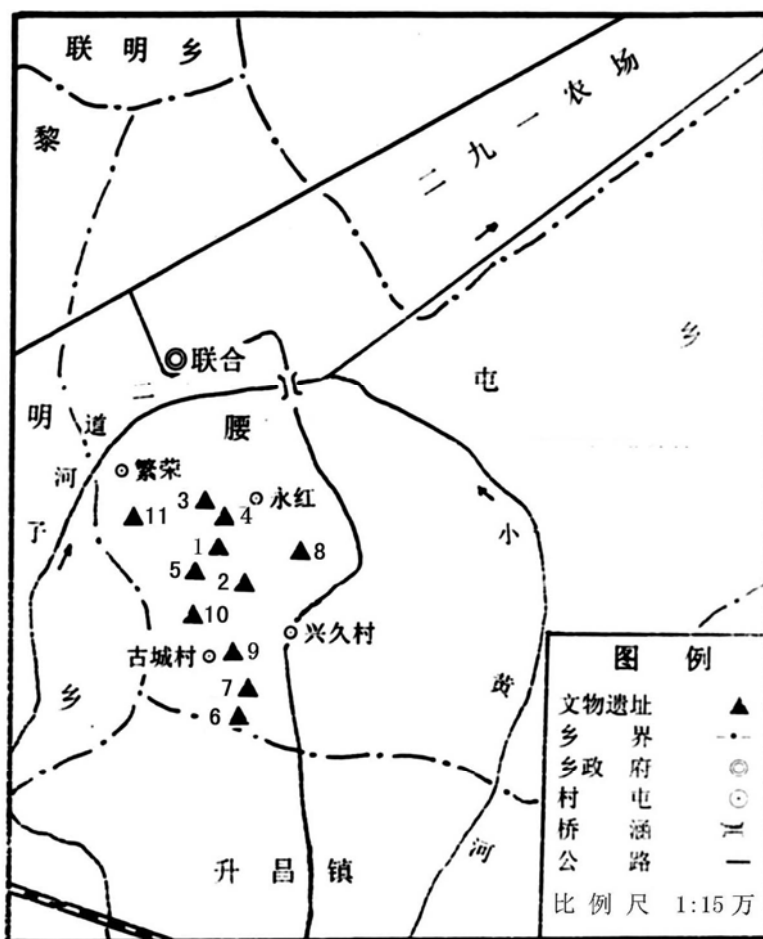 联明乡
黎
二九一农场
联合
二
乡
屯
明
道
腰
河
繁荣
子
3
永红
11
4
1
8
小
5
2
10
兴久村
古城村
9
7
6
乡
黄
河
升昌镇
图例
文物遗址
乡界
乡政府
村屯
桥涵
公路
比例尺 1:15万